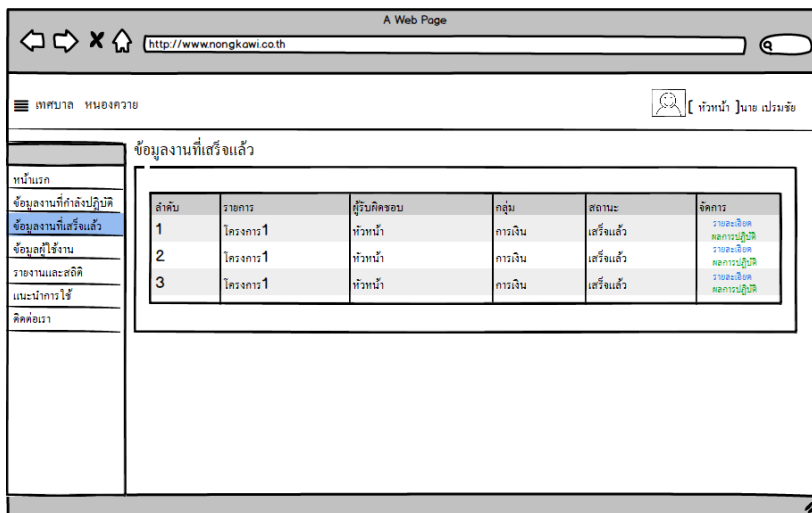 A Web Page
http://www.nongkawi.co.th
เทศบาล หนองควาย
[ หัวหน้า ]นาย เปรมชัย
ข้อมูลงานที่เสร็จแล้ว
หน้าแรก
ข้อมูลงานที่กำลังปฏิบัติ
ข้อมูลงานที่เสร็จแล้ว
ข้อมูลผู้ใช้งาน
รายงานและสถิติ
แนะนำการใช้
ติดต่อเรา
ลำดับ รายการ ผู้รับผิดชอบ กลุ่ม สถานะ จัดการ
1 โครงการ1 หัวหน้า การเงิน เสร็จแล้ว รายละเอียด
ผลการปฏิบัติ
2 โครงการ1 หัวหน้า การเงิน เสร็จแล้ว รายละเอียด
ผลการปฏิบัติ
3 โครงการ1 หัวหน้า การเงิน เสร็จแล้ว รายละเอียด
ผลการปฏิบัติ